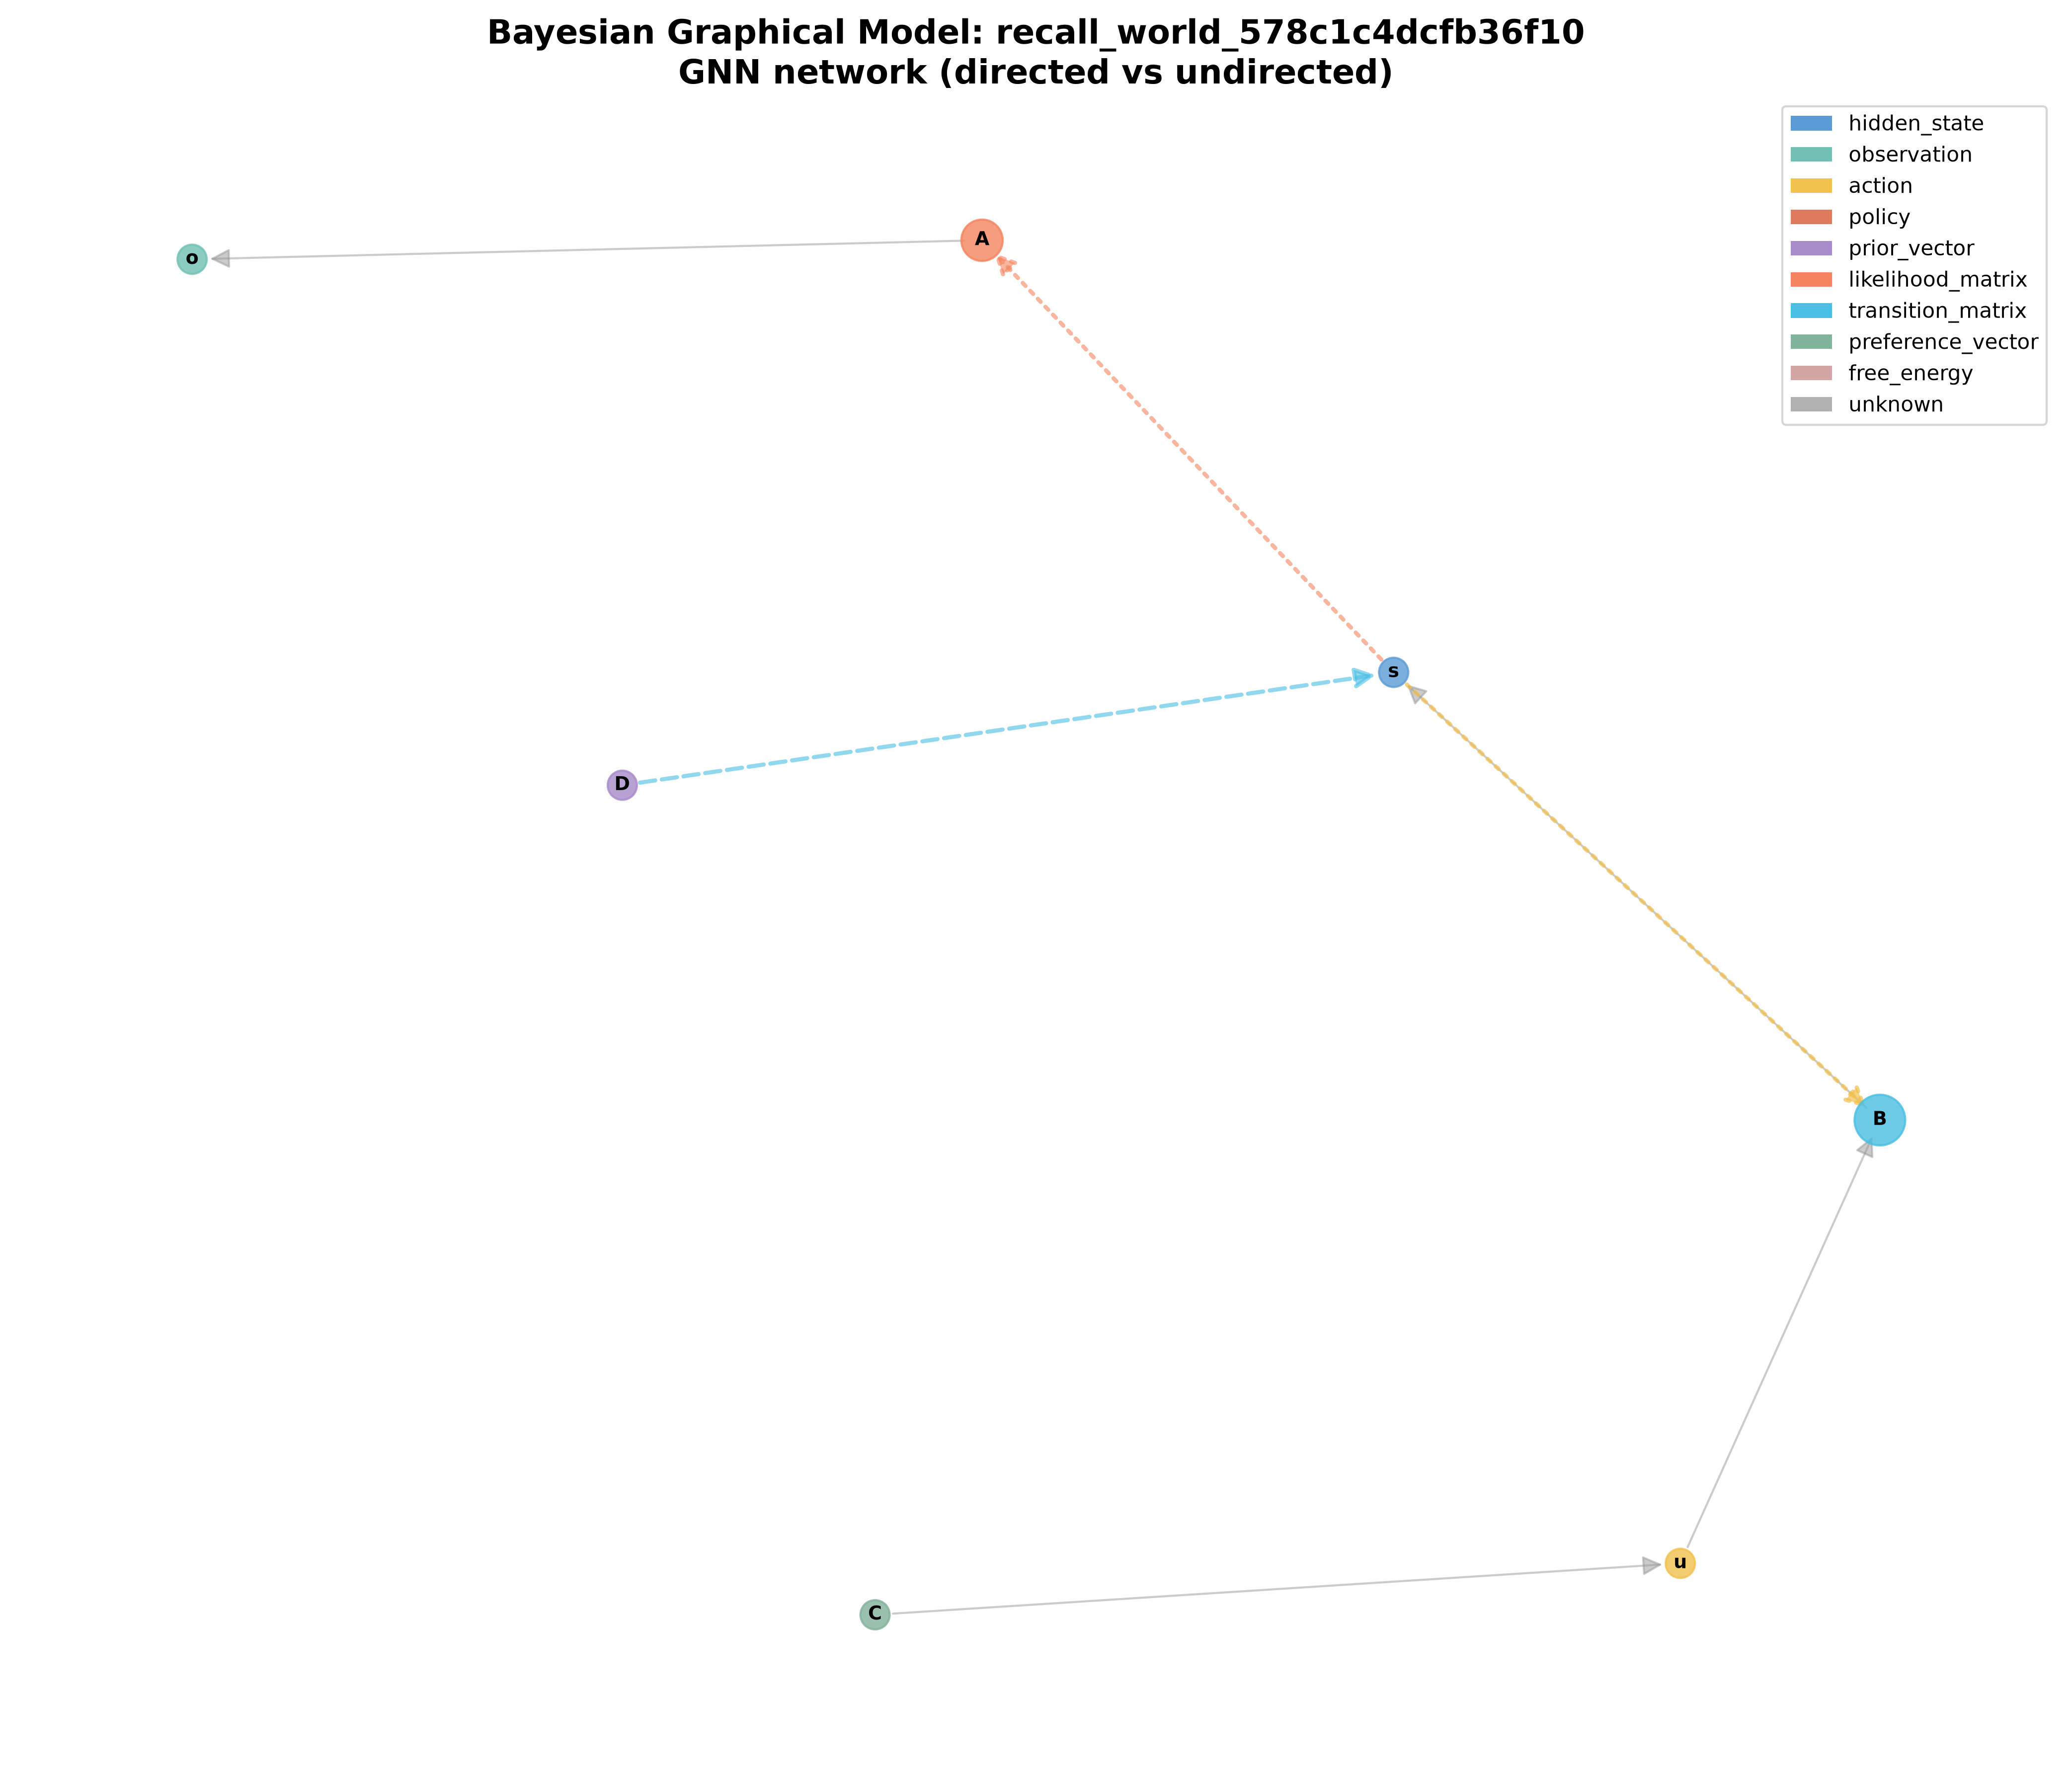 Bayesian Graphical Model: recall_world_578c1c4dcfb36f10
GNN network (directed vs undirected)
hidden_state
observation
action
policy
prior_vector
likelihood_matrix
transition_matrix
preference_vector
free_energy
unknown
A
o
s
D
B
u
C